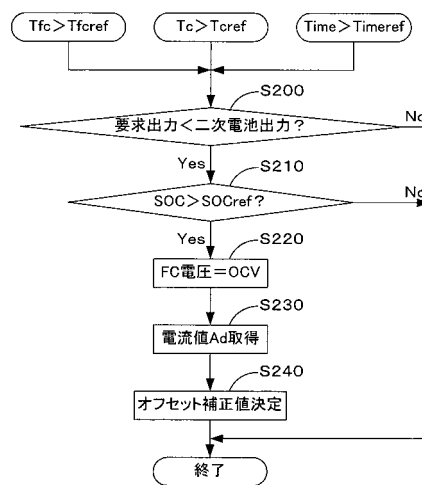 Tfc＞Tfcref
Tc＞Tcref
Time＞Timeref
S200
要求出力＜二次電池出力？
No
Yes
S210
SOC＞SOCref？
No
Yes
S220
FC電圧＝OCV
S230
電流値Ad取得
S240
オフセット補正値決定
終了